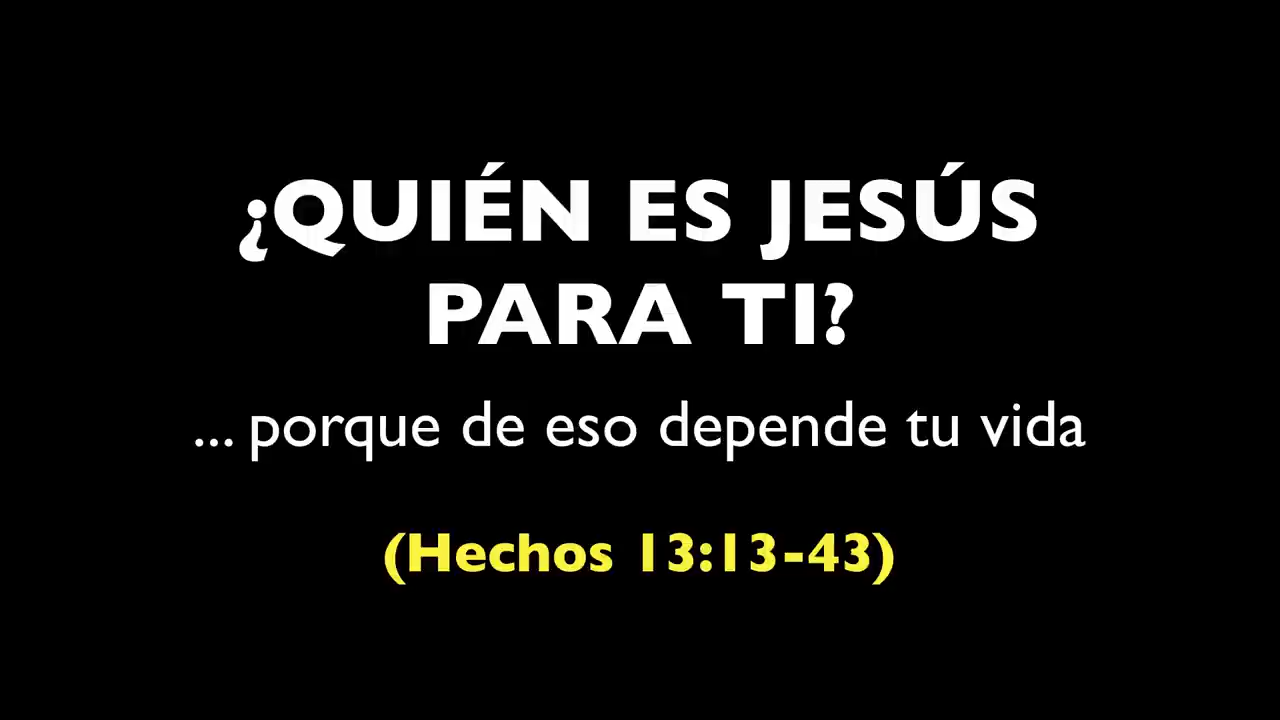 ¿QUIÉN ES JESÚS
PARA TI?
... porque de eso depende tu vida
(Hechos 13:13-43)